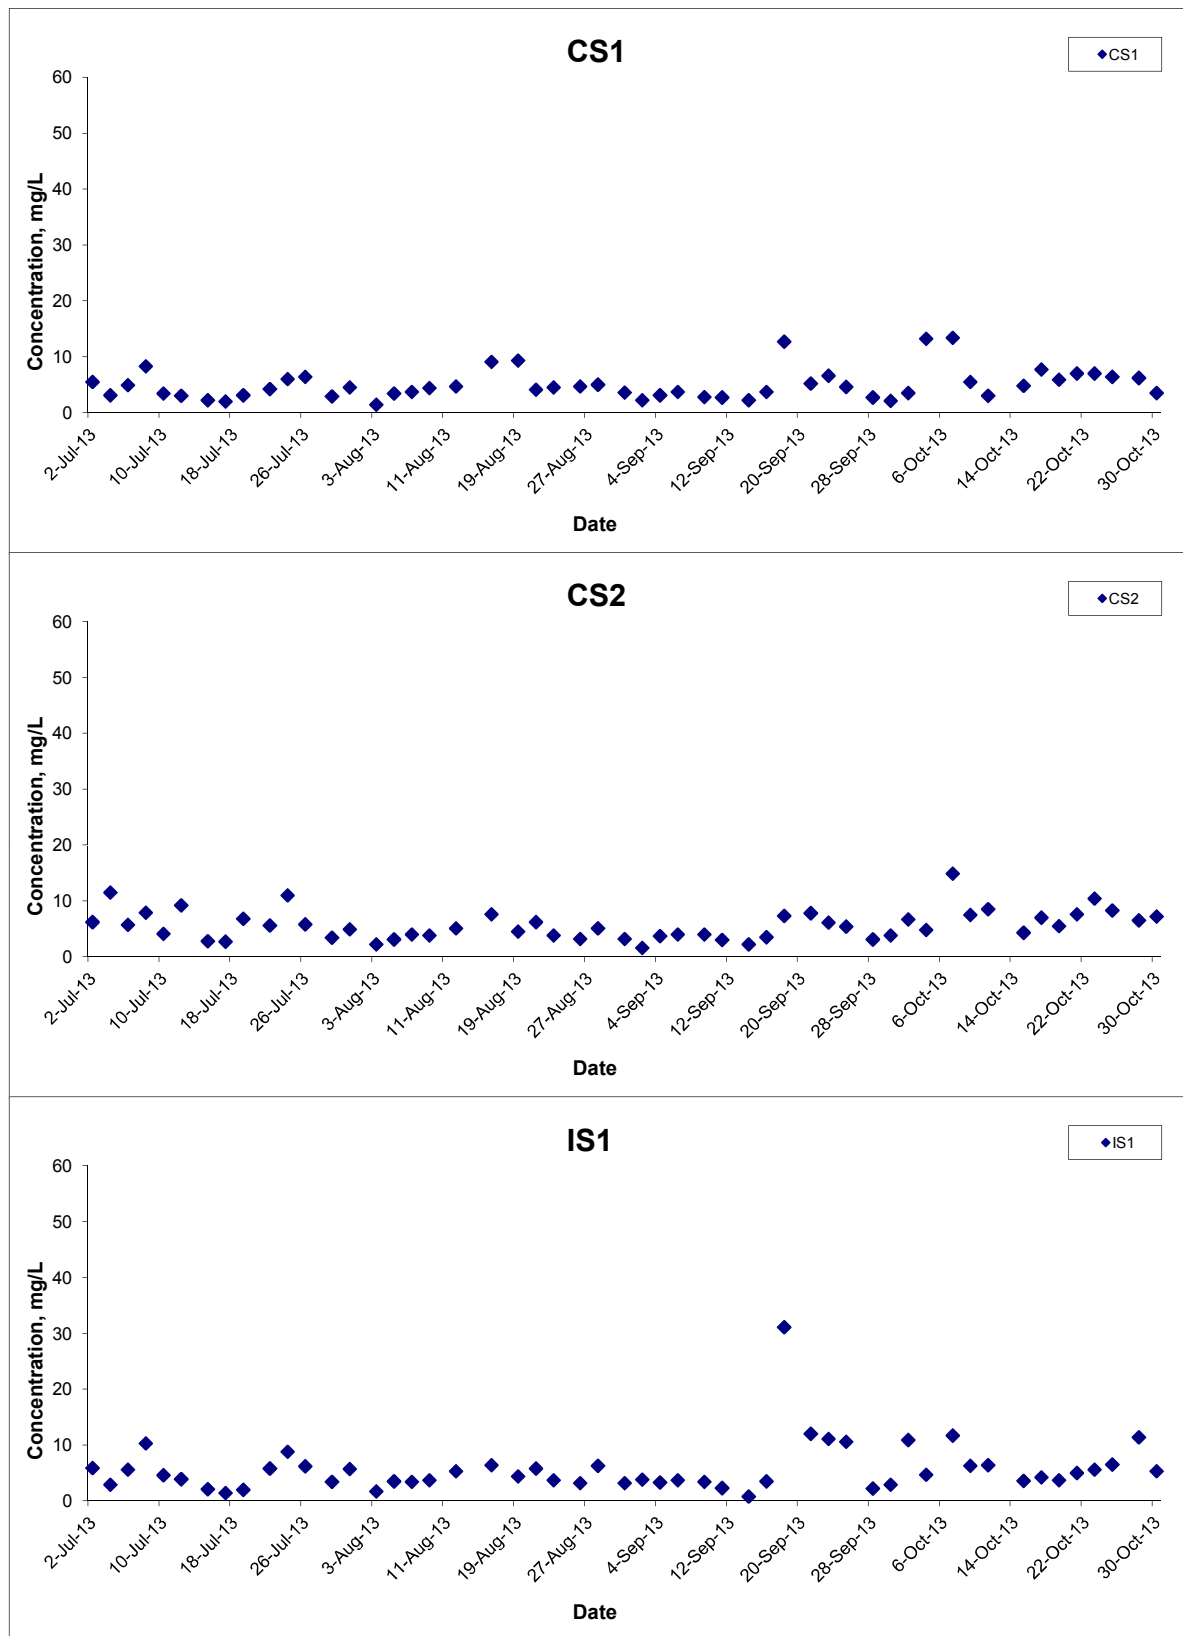 CS1
CS1
60
50
40
30
20
10
0
Concentration, mg/L
2-Jul-13
10-Jul-13
18-Jul-13
26-Jul-13
3-Aug-13
11-Aug-13
19-Aug-13
27-Aug-13
4-Sep-13
12-Sep-13
20-Sep-13
28-Sep-13
6-Oct-13
14-Oct-13
22-Oct-13
30-Oct-13
Date
CS2
CS2
60
50
40
30
20
10
0
Concentration, mg/L
2-Jul-13
10-Jul-13
18-Jul-13
26-Jul-13
3-Aug-13
11-Aug-13
19-Aug-13
27-Aug-13
4-Sep-13
12-Sep-13
20-Sep-13
28-Sep-13
6-Oct-13
14-Oct-13
22-Oct-13
30-Oct-13
Date
IS1
IS1
60
50
40
30
20
10
0
Concentration, mg/L
2-Jul-13
10-Jul-13
18-Jul-13
26-Jul-13
3-Aug-13
11-Aug-13
19-Aug-13
27-Aug-13
4-Sep-13
12-Sep-13
20-Sep-13
28-Sep-13
6-Oct-13
14-Oct-13
22-Oct-13
30-Oct-13
Date